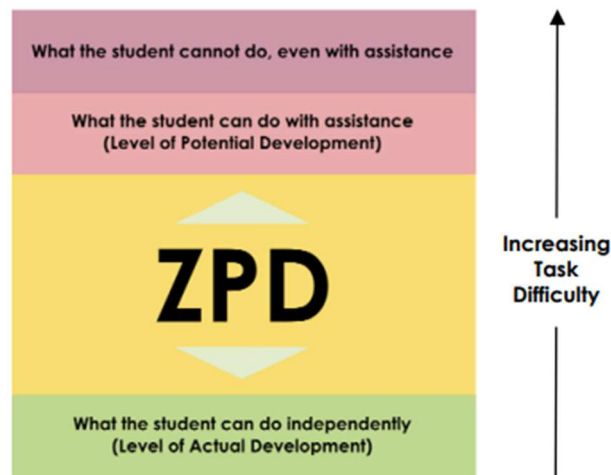 What the student cannot do, even with assistance
What the student can do with assistance
(Level of Potential Development)
ZPD
Increasing
Task
Difficulty
What the student can do independently
(Level of Actual Development)